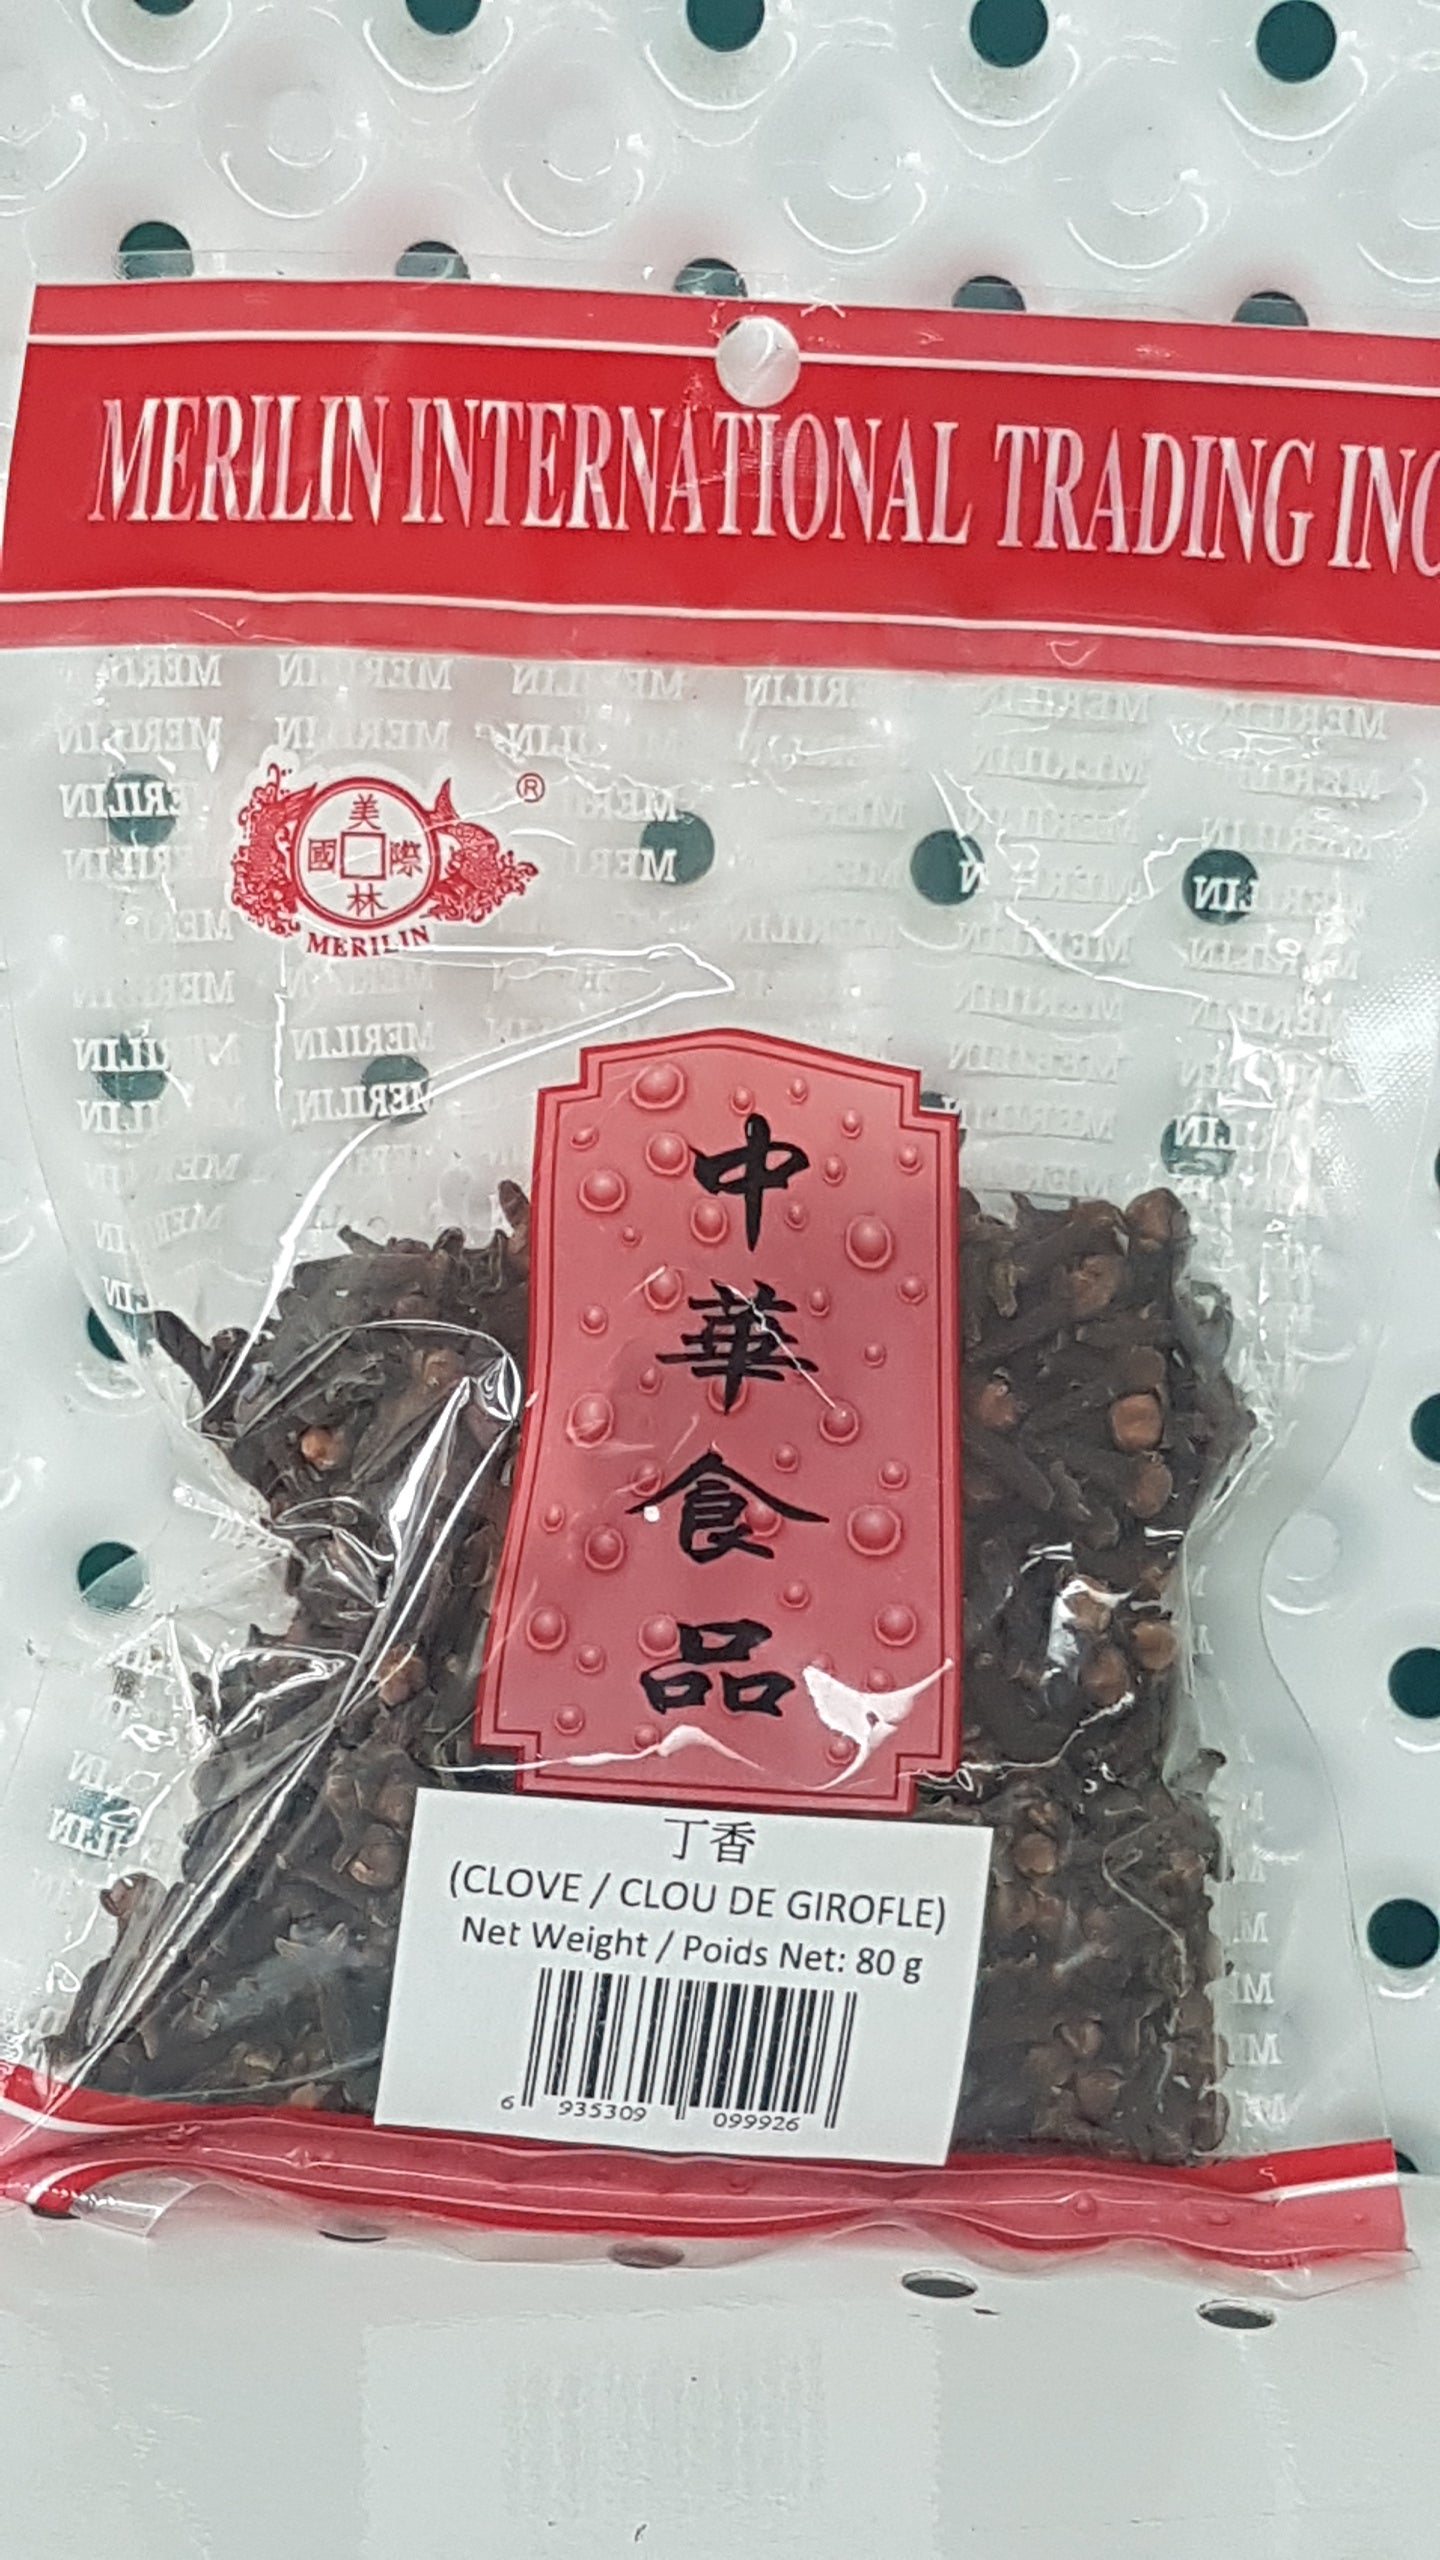 MERILIN INTERNATIONAL TRADING INC
美
國 際
林
MERILIN
®
中
華
食
品
丁香
(CLOVE / CLOU DE GIROFLE)
Net Weight / Poids Net: 80 g
6 935309 099926